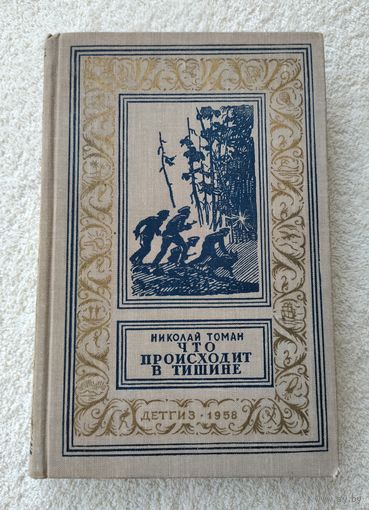 НИКОЛАЙ ТОМАН
ЧТО
ПРОИСХОДИТ
В ТИШИНЕ
ДЕТГИЗ · 1958